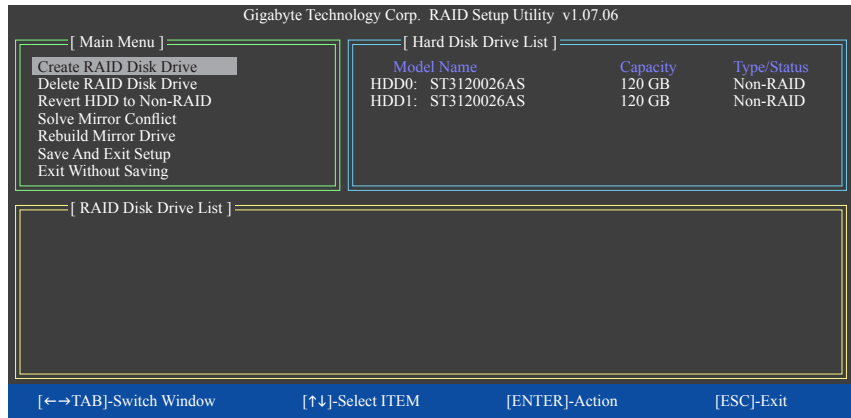 Gigabyte Technology Corp. RAID Setup Utility v1.07.06
[ Main Menu ]
Create RAID Disk Drive
Delete RAID Disk Drive
Revert HDD to Non-RAID
Solve Mirror Conflict
Rebuild Mirror Drive
Save And Exit Setup
Exit Without Saving
[ Hard Disk Drive List ]
Model Name Capacity Type/Status
HDD0: ST3120026AS 120 GB Non-RAID
HDD1: ST3120026AS 120 GB Non-RAID
[ RAID Disk Drive List ]
[←→TAB]-Switch Window [↑↓]-Select ITEM [ENTER]-Action [ESC]-Exit